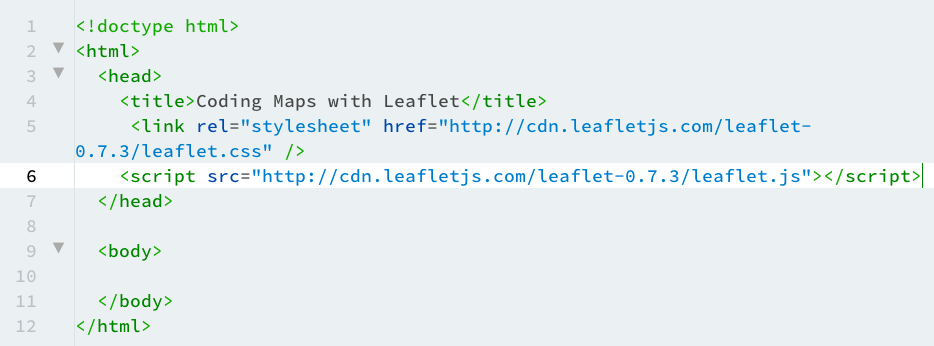 1 <!doctype html>
2 <html>
3 <head>
4 <title>Coding Maps with Leaflet</title>
5 <link rel="stylesheet" href="http://cdn.leafletjs.com/leaflet-
0.7.3/leaflet.css" />
6 <script src="http://cdn.leafletjs.com/leaflet-0.7.3/leaflet.js"></script>
7 </head>
8
9 <body>
10
11 </body>
12 </html>